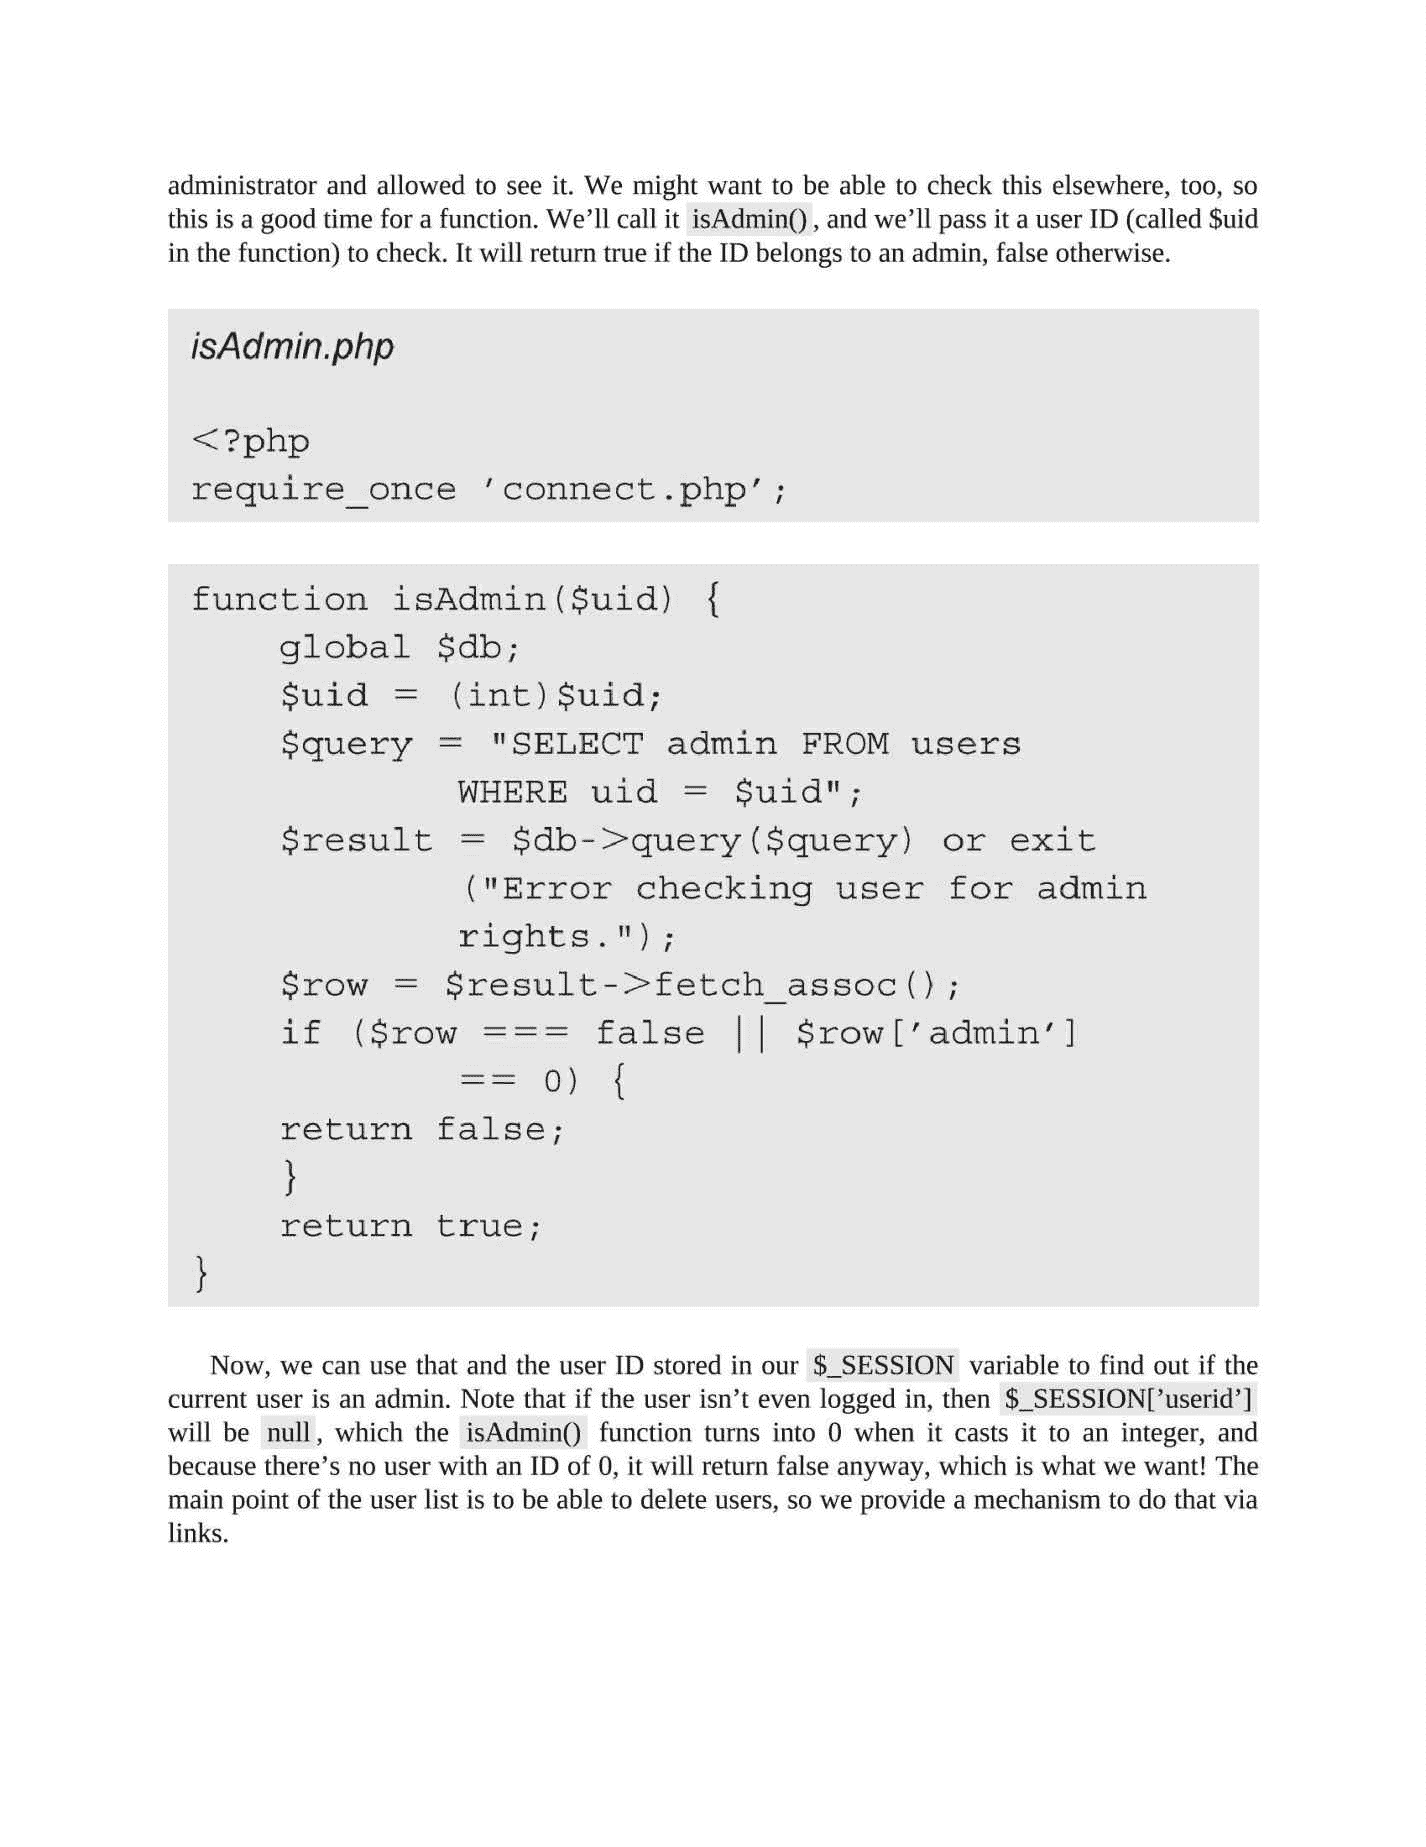 administrator and allowed to see it. We might want to be able to check this elsewhere, too, so
this is a good time for a function. We’ll call it isAdmin(), and we’ll pass it a user ID (called $uid
in the function) to check. It will return true if the ID belongs to an admin, false otherwise.
isAdmin.php
<?php
require_once ’connect.php’;
function isAdmin($uid) {
global $db;
$uid = (int)$uid;
$query = "SELECT admin FROM users
WHERE uid = $uid";
$result = $db->query($query) or exit
("Error checking user for admin
rights.");
$row = $result->fetch_assoc();
if ($row === false || $row[’admin’]
== 0) {
return false;
}
return true;
}
Now, we can use that and the user ID stored in our $_SESSION variable to find out if the
current user is an admin. Note that if the user isn’t even logged in, then $_SESSION[’userid’]
will be null, which the isAdmin() function turns into 0 when it casts it to an integer, and
because there’s no user with an ID of 0, it will return false anyway, which is what we want! The
main point of the user list is to be able to delete users, so we provide a mechanism to do that via
links.